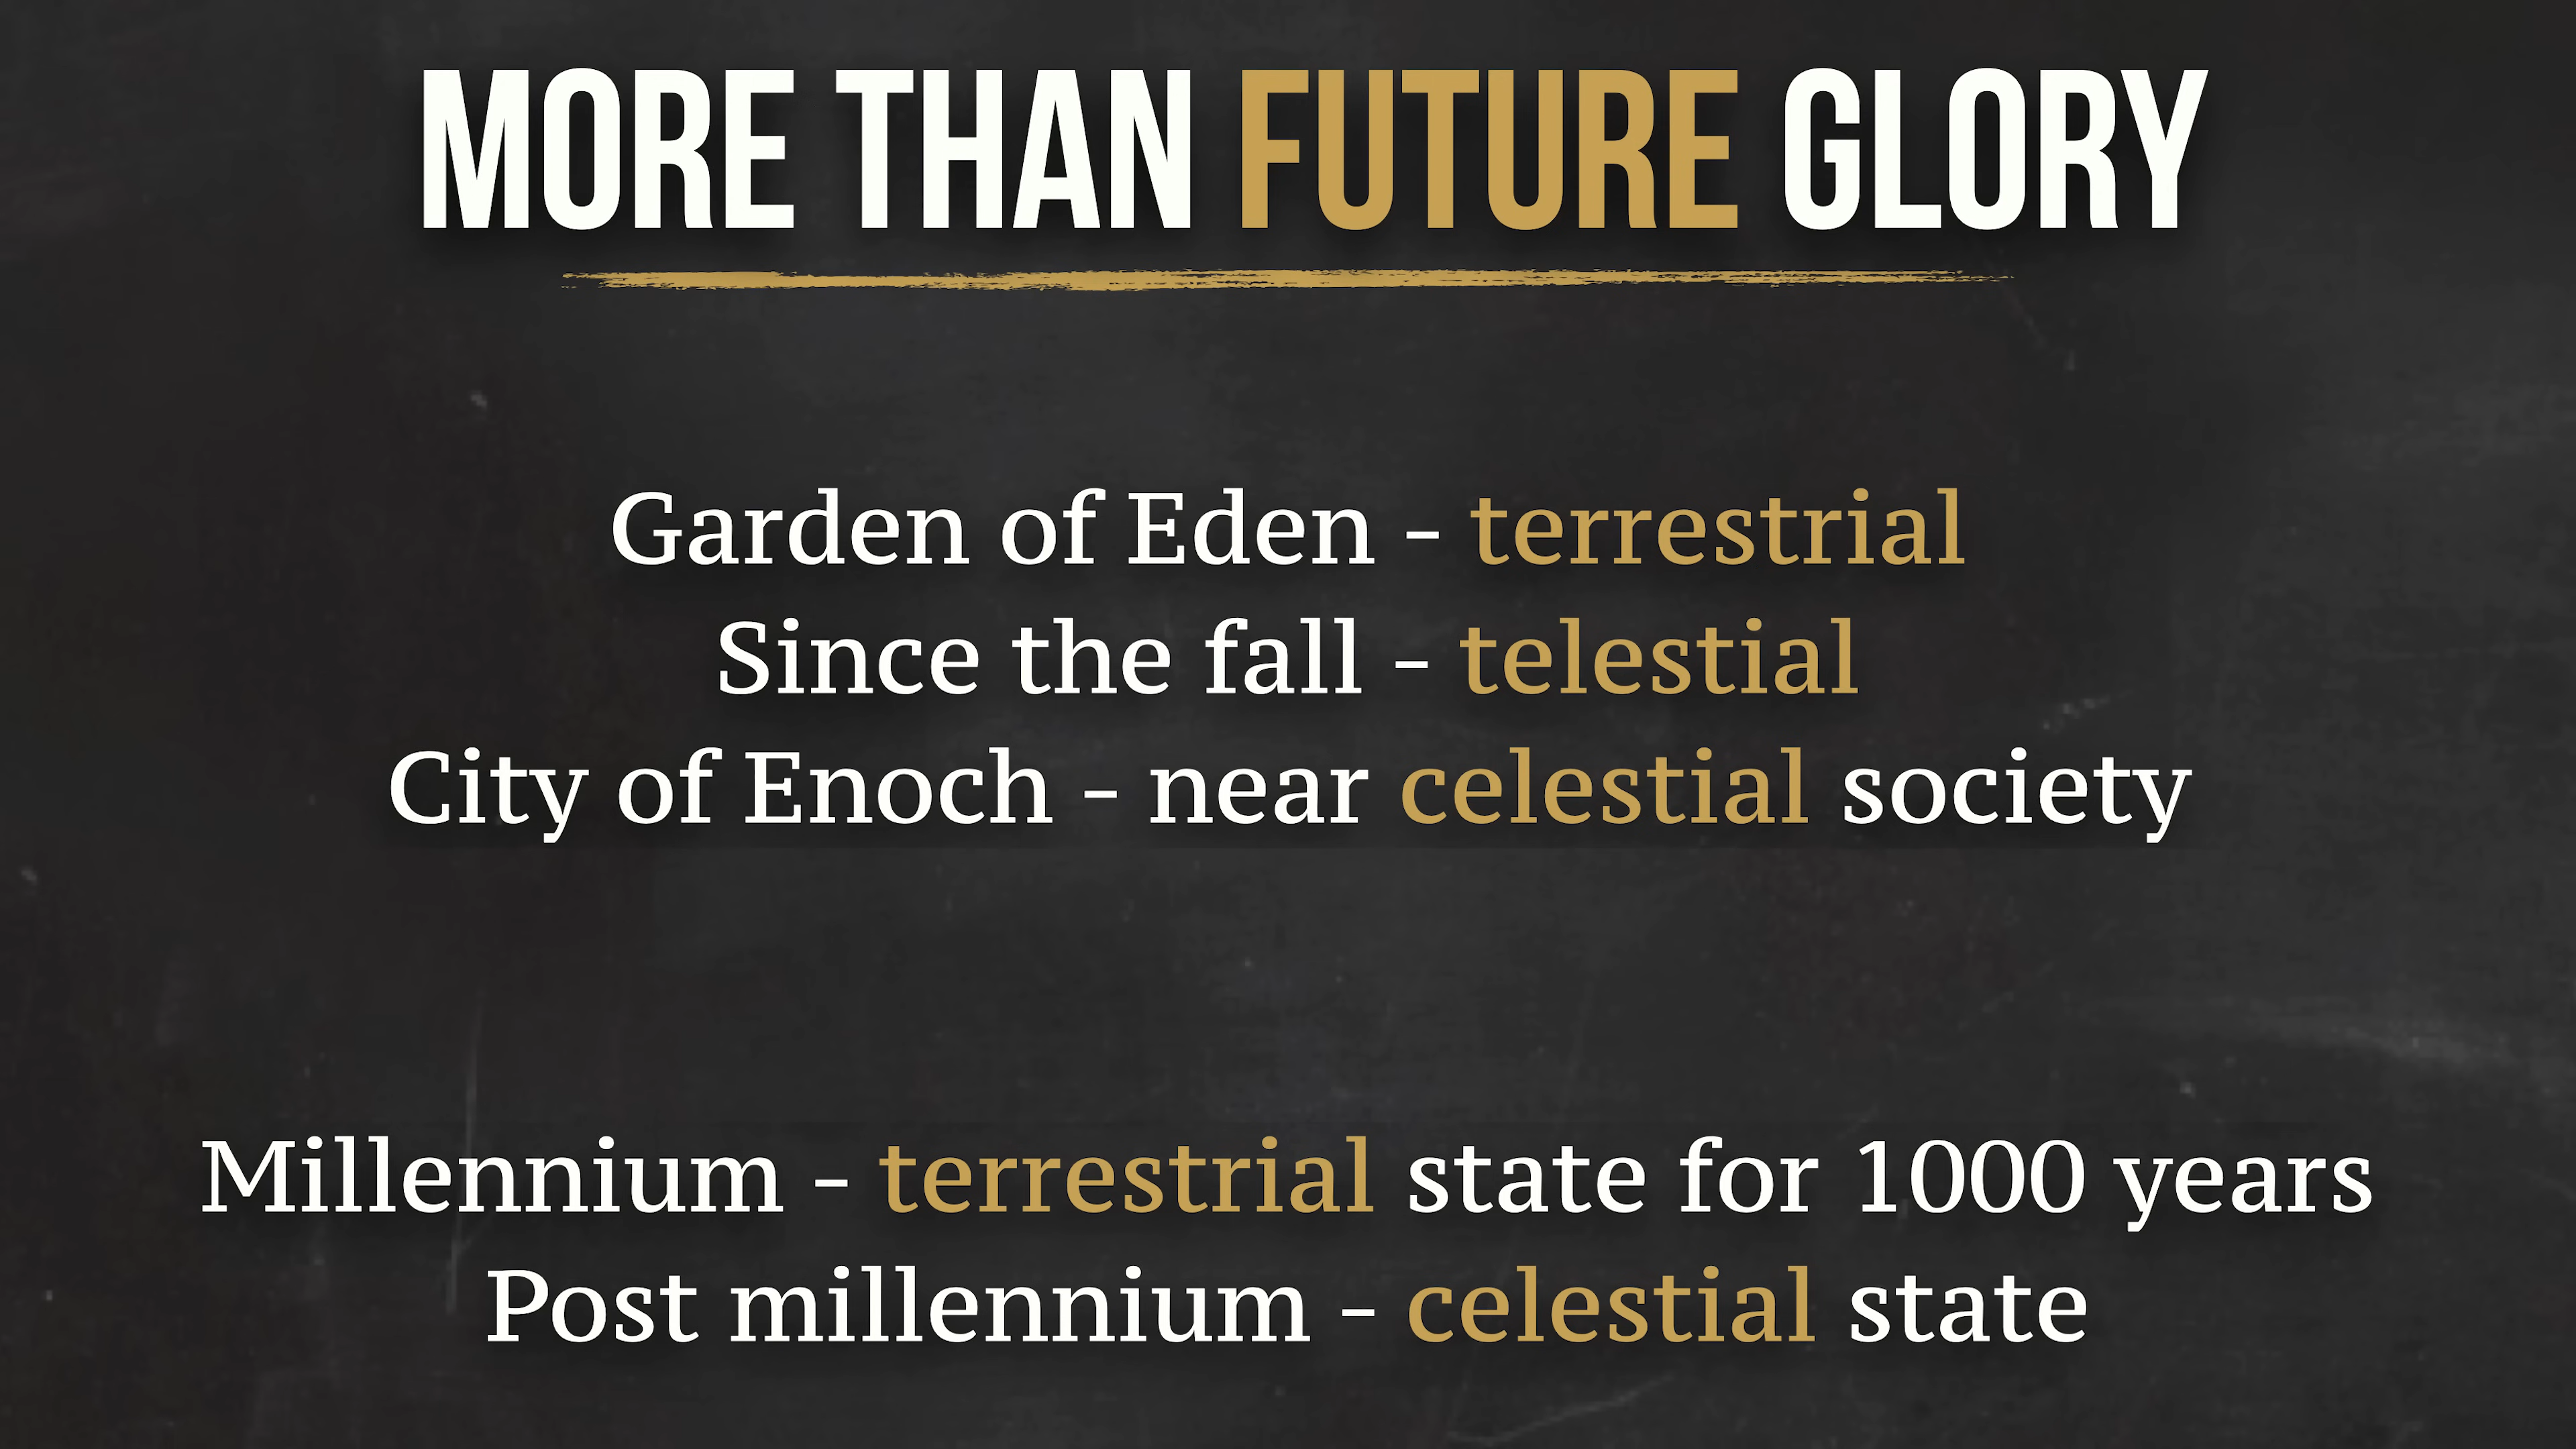 MORE THAN FUTURE GLORY
Garden of Eden - terrestrial
Since the fall - telestial
City of Enoch - near celestial society
Millennium - terrestrial state for 1000 years
Post millennium - celestial state